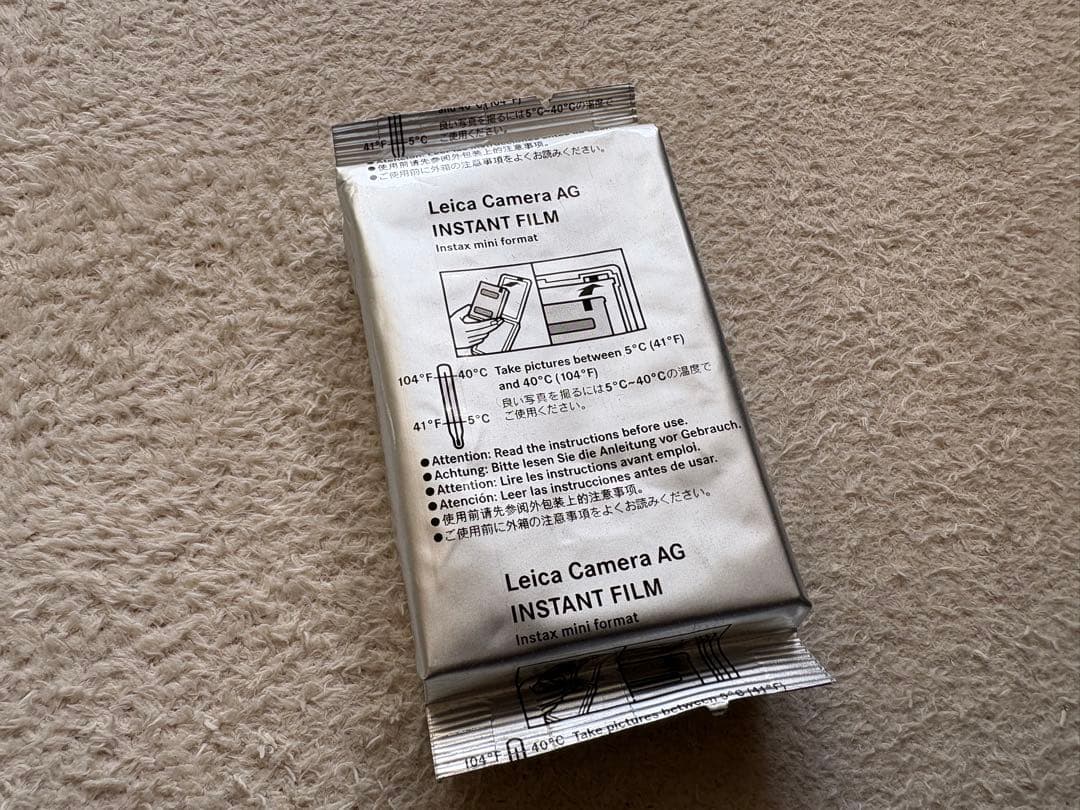 and 40°C (104°F)
良い写真を撮るには5°C~40°Cの温度で
41°F 5°C ご使用ください。
●使用前请先参阅外包装上的注意事项。
●ご使用前に外箱の注意事項をよくお読みください。
Leica Camera AG
INSTANT FILM
Instax mini format
104°F 40°C Take pictures between 5°C (41°F)
and 40°C (104°F)
良い写真を撮るには5°C~40°Cの温度で
41°F 5°C ご使用ください。
●Attention: Read the instructions before use.
●Achtung: Bitte lesen Sie die Anleitung vor Gebrauch.
●Attention: Lire les instructions avant emploi.
●Atención: Leer las instrucciones antes de usar.
●使用前请先参阅外包装上的注意事项。
●ご使用前に外箱の注意事項をよくお読みください。
Leica Camera AG
INSTANT FILM
Instax mini format
104°F 40°C Take pictures between 5°C (41°F)